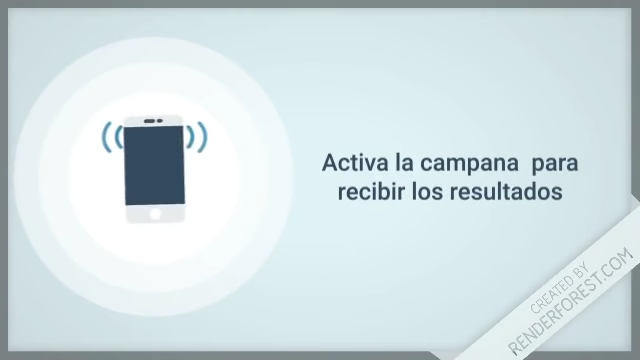 Activa la campana  para
recibir los resultados
CREATED BY
RENDERFOREST.COM